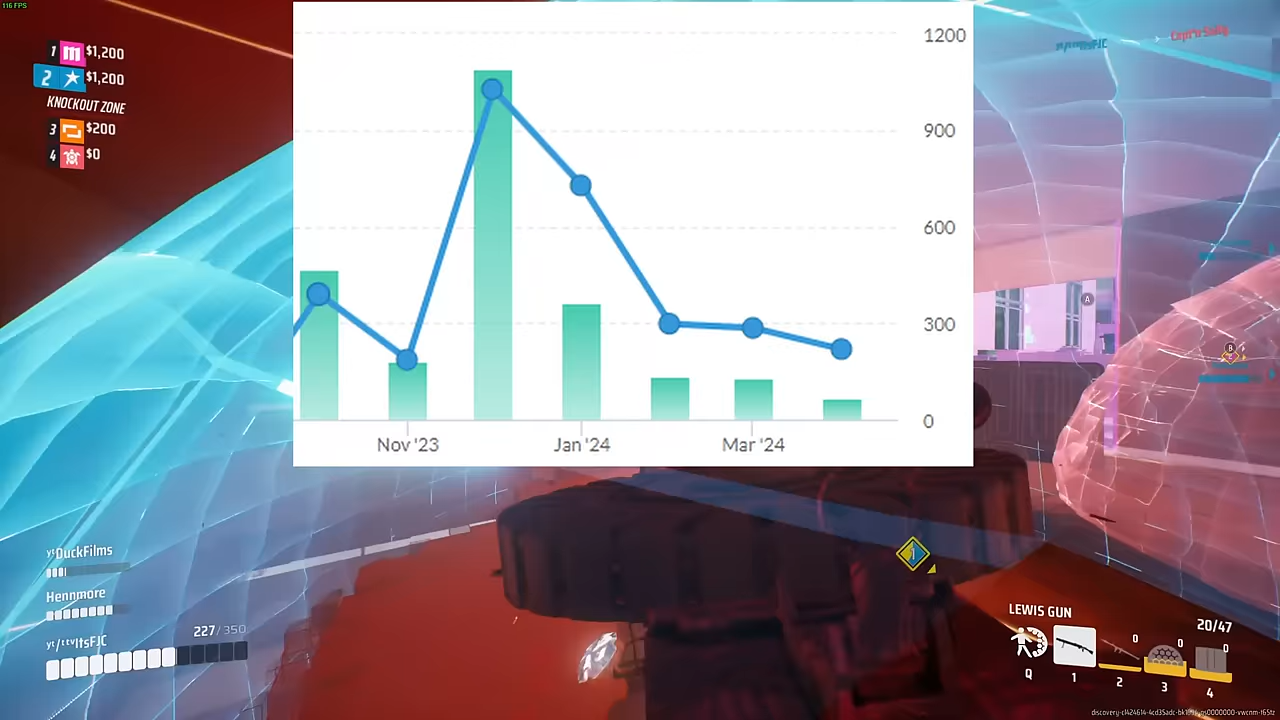 116 FPS
1 $1,200
2 $1,200
KNOCKOUT ZONE
3 $200
4 $0
1200
900
600
300
0
Nov '23
Jan '24
Mar '24
A
B
ytDuckFilms
Hennmore
yt/ttvItsFJC
227/350
LEWIS GUN
20/47
0
0
0
Q
1
2
3
4